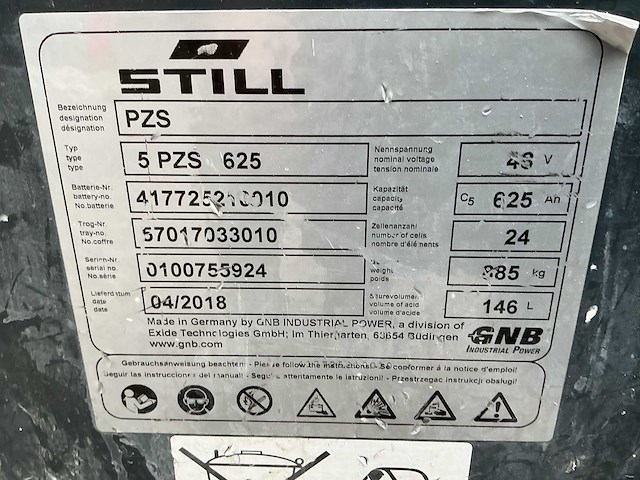 STILL
Bezeichnung
designation
désignation
PZS
Typ
type
type
5 PZS 625
Nennspannung
nominal voltage
tension nominale
48 V
Batterie-Nr.
battery-no.
No.batterie
Kapazität
capacity
capacité
C5 625 Ah
Trog-Nr.
tray-no.
No.coffre
67017033010
Zellenanzahl
number of cells
nombre d'éléments
24
Serien-Nr.
serial no.
No.série
0100755924
weight
poids
885 kg
Lieferdatum
date
date
04/2018
Säurevolumen
volume of acid
volume d'acide
146 L
Made in Germany by GNB INDUSTRIAL POWER, a division of
Exide Technologies GmbH; Im Thiergarten, 63654 Büdingen
www.gnb.com
GNB
INDUSTRIAL POWER
Gebrauchsanweisung beachten! - Please follow the instructions! - Se conformer à la notice d'emploi!
Seguir las instrucciones del manual! - Seguire attentamente le istruzioni! - Przestrzegac instrukcji obslugi!